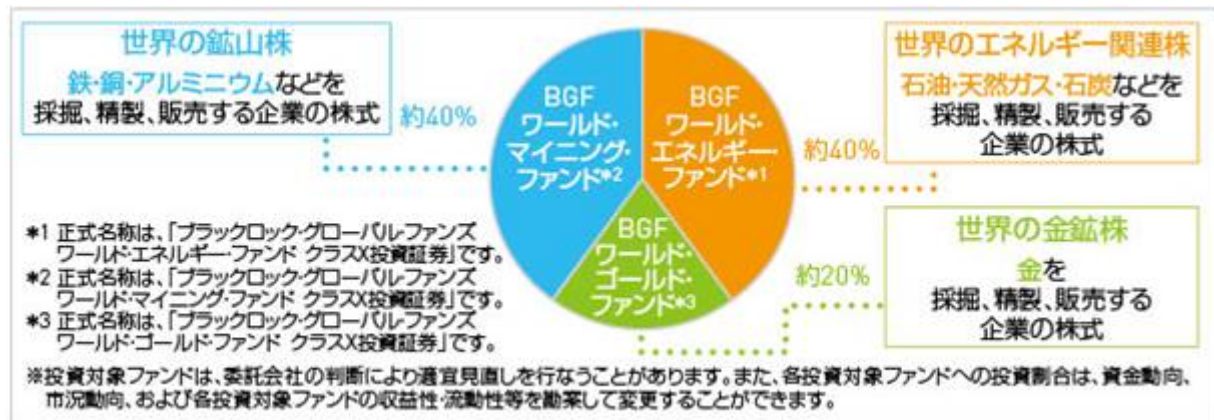 世界の鉱山株
鉄・銅・アルミニウムなどを
採掘、精製、販売する企業の株式
約40%
BGF
ワールド・
マイニング・
ファンド*2
BGF
ワールド・
エネルギー・
ファンド*1
世界のエネルギー関連株
石油・天然ガス・石炭などを
採掘、精製、販売する
企業の株式
約40%
BGF
ワールド・
ゴールド・
ファンド*3
世界の金鉱株
金を
採掘、精製、販売する
企業の株式
約20%
*1 正式名称は、「ブラックロック・グローバル・ファンズ
ワールド・エネルギー・ファンド クラスX投資証券」です。
*2 正式名称は、「ブラックロック・グローバル・ファンズ
ワールド・マイニング・ファンド クラスX投資証券」です。
*3 正式名称は、「ブラックロック・グローバル・ファンズ
ワールド・ゴールド・ファンド クラスX投資証券」です。
※投資対象ファンドは、委託会社の判断により適宜見直しを行なうことがあります。また、各投資対象ファンドへの投資割合は、資金動向、
市況動向、および各投資対象ファンドの収益性・流動性等を勘案して変更することができます。